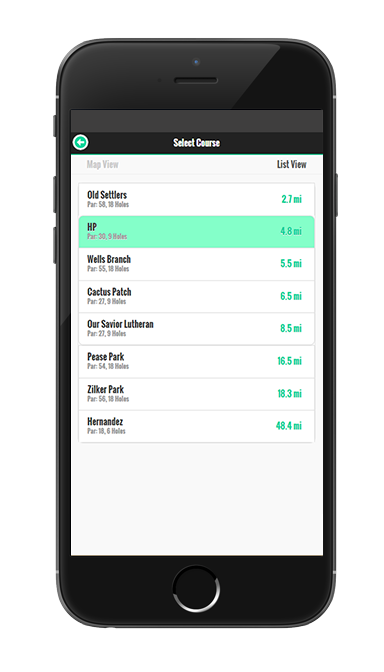 Select Course
Map View List View
Old Settlers
Par: 58, 18 Holes
2.7 mi
HP
Par: 30, 9 Holes
4.8 mi
Wells Branch
Par: 55, 18 Holes
5.5 mi
Cactus Patch
Par: 27, 9 Holes
6.5 mi
Our Savior Lutheran
Par: 27, 9 Holes
8.5 mi
Pease Park
Par: 54, 18 Holes
16.5 mi
Zilker Park
Par: 56, 18 Holes
18.3 mi
Hernandez
Par: 18, 6 Holes
48.4 mi